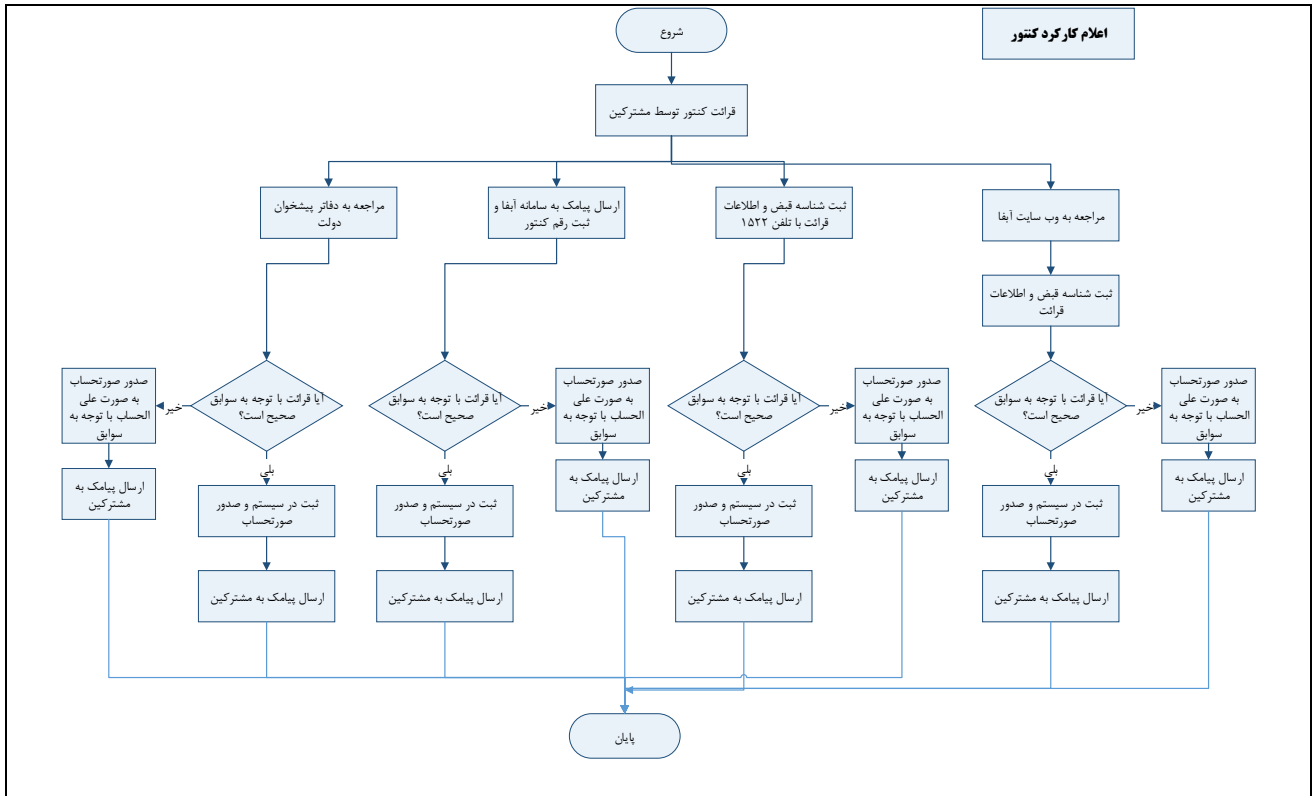 اعلام کارکرد کنتور
شروع
قرائت کنتور توسط مشترکین
مراجعه به وب سایت آبفا
ثبت شناسه قبض و اطلاعات
قرائت با تلفن ۱۵۲۲
ارسال پیامک به سامانه آبفا و
ثبت رقم کنتور
مراجعه به دفاتر پیشخوان
دولت
ثبت شناسه قبض و اطلاعات
قرائت
صدور صورتحساب
به صورت علی
الحساب با توجه به
سوابق
خیر
آیا قرائت با توجه به سوابق
صحیح است؟
صدور صورتحساب
به صورت علی
الحساب با توجه به
سوابق
خیر
آیا قرائت با توجه به سوابق
صحیح است؟
صدور صورتحساب
به صورت علی
الحساب با توجه به
سوابق
خیر
آیا قرائت با توجه به سوابق
صحیح است؟
آیا قرائت با توجه به سوابق
صحیح است؟
خیر
صدور صورتحساب
به صورت علی
الحساب با توجه به
سوابق
بلی
بلی
بلی
بلی
ارسال پیامک به
مشترکین
ثبت در سیستم و صدور
صورتحساب
ارسال پیامک به
مشترکین
ثبت در سیستم و صدور
صورتحساب
ارسال پیامک به
مشترکین
ثبت در سیستم و صدور
صورتحساب
ثبت در سیستم و صدور
صورتحساب
ارسال پیامک به
مشترکین
ارسال پیامک به مشترکین
ارسال پیامک به مشترکین
ارسال پیامک به مشترکین
ارسال پیامک به مشترکین
پایان